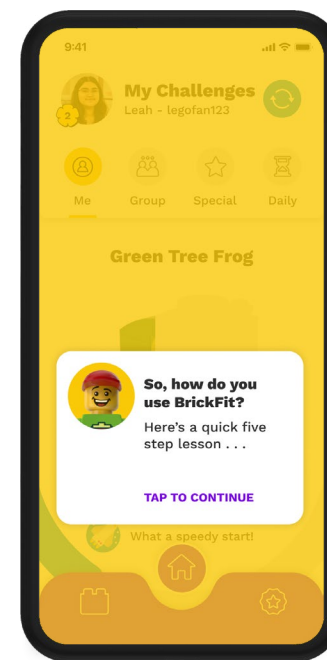 9:41
My Challenges
Leah - legofan123
2
Me Group Special Daily
Green Tree Frog
So, how do you
use BrickFit?
Here's a quick five
step lesson . . .
TAP TO CONTINUE
What a speedy start!